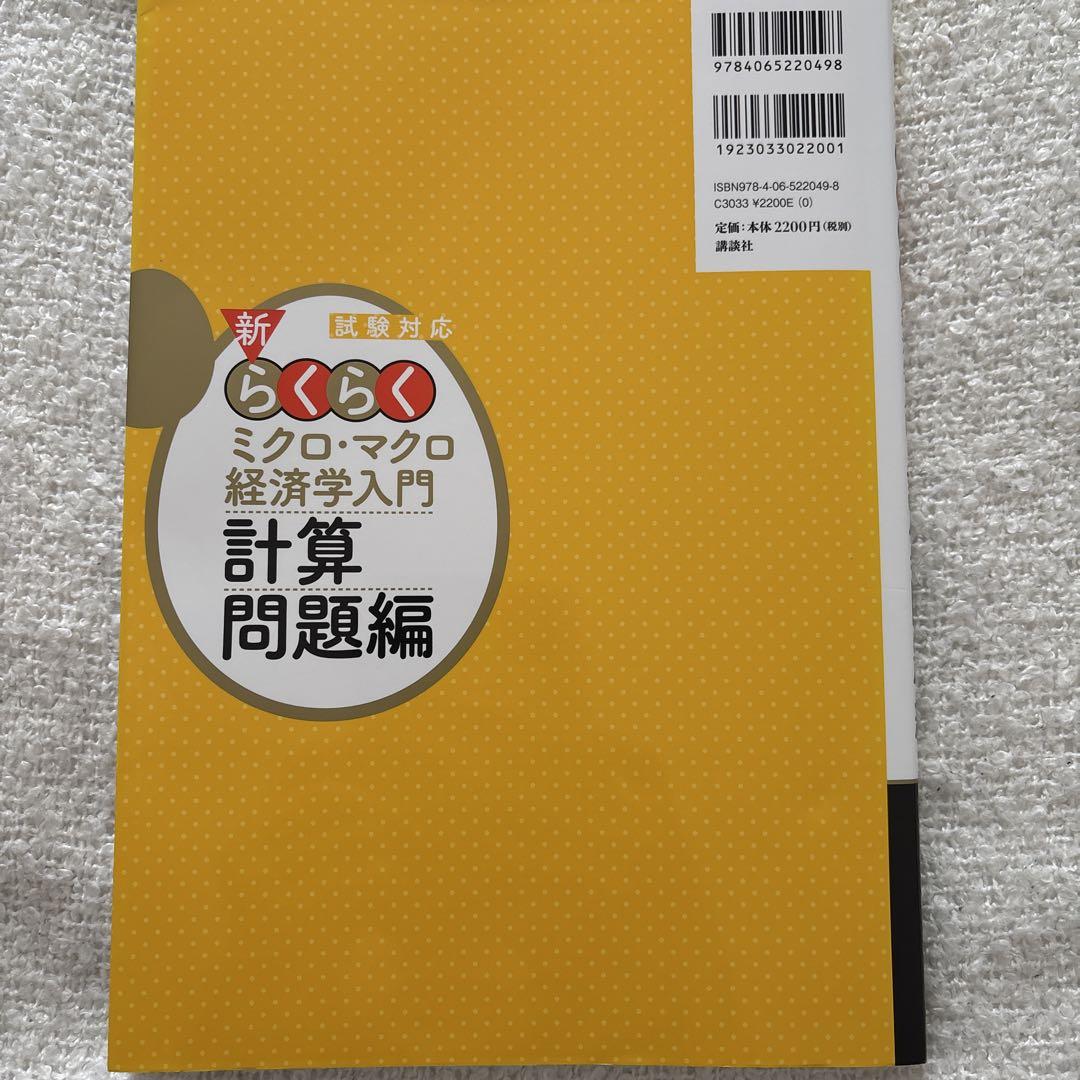 9784065220498
1923033022001
ISBN978-4-06-522049-8
C3033 ¥2200E (0)
定価：本体2200円（税別）
講談社
新
試験対応
らくらく
ミクロ・マクロ
経済学入門
計算
問題編